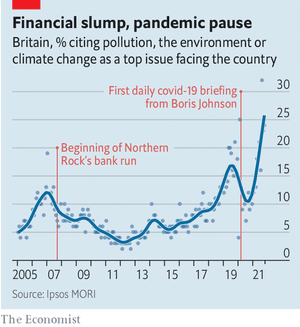 Financial slump, pandemic pause
Britain, % citing pollution, the environment or
climate change as a top issue facing the country
30
First daily covid-19 briefing
from Boris Johnson
25
Beginning of Northern
Rock's bank run
20
15
10
5
0
2005 07 09 11 13 15 17 19 21
Source: Ipsos MORI
The Economist